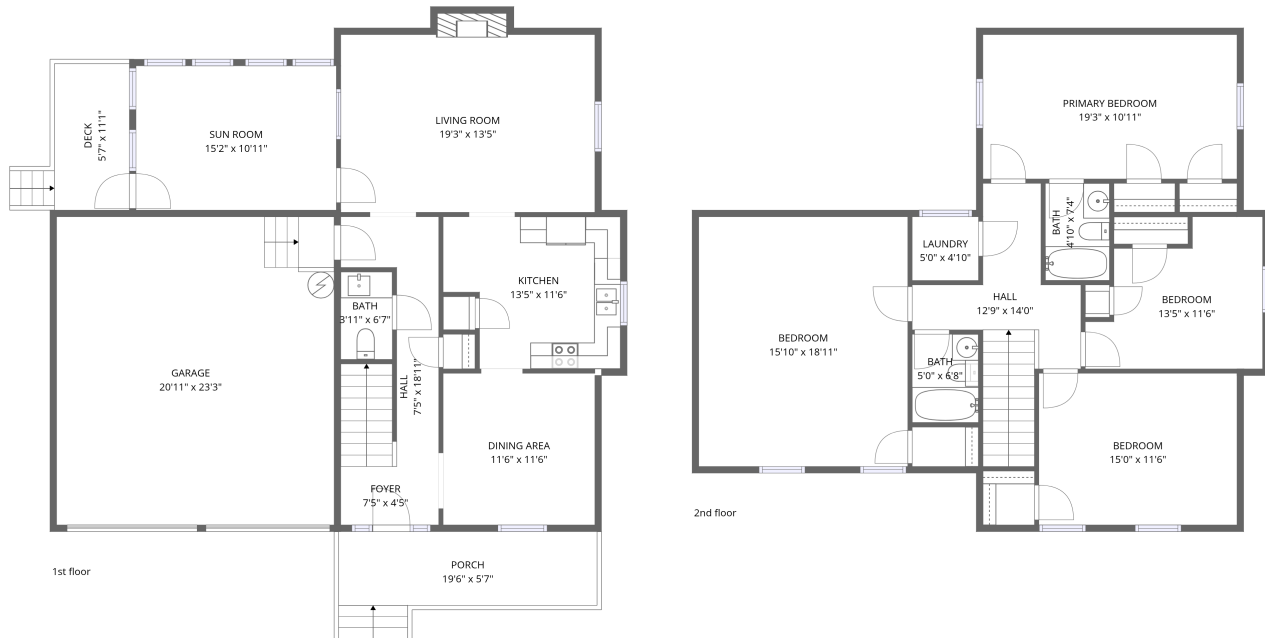 DECK
5'7" x 11'1"
SUN ROOM
15'2" x 10'11"
LIVING ROOM
19'3" x 13'5"
KITCHEN
13'5" x 11'6"
BATH
3'11" x 6'7"
GARAGE
20'11" x 23'3"
HALL
7'5" x 18'11"
DINING AREA
11'6" x 11'6"
FOYER
7'5" x 4'5"
PORCH
19'6" x 5'7"
1st floor
PRIMARY BEDROOM
19'3" x 10'11"
BATH
4'10" x 7'4"
LAUNDRY
5'0" x 4'10"
HALL
12'9" x 14'0"
BEDROOM
13'5" x 11'6"
BEDROOM
15'10" x 18'11"
BATH
5'0" x 6'8"
BEDROOM
15'0" x 11'6"
2nd floor